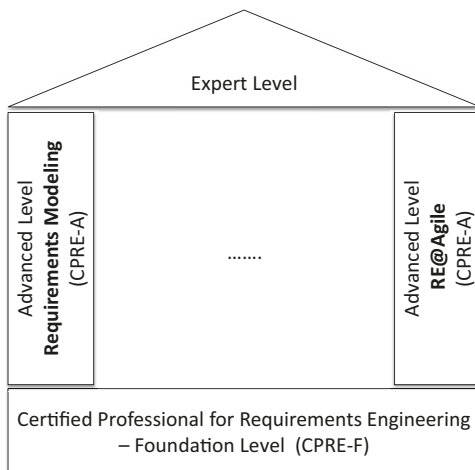 Expert Level
Advanced Level
Requirements Modeling
(CPRE-A)
.......
Advanced Level
RE@Agile
(CPRE-A)
Certified Professional for Requirements Engineering
– Foundation Level (CPRE-F)